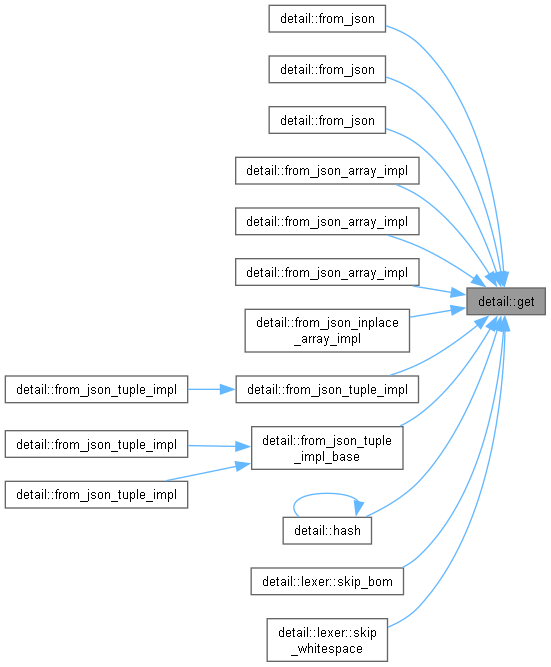 detail::from_json
detail::from_json
detail::from_json
detail::from_json_array_impl
detail::from_json_array_impl
detail::from_json_array_impl
detail::get
detail::from_json_inplace
_array_impl
detail::from_json_tuple_impl
detail::from_json_tuple_impl
detail::from_json_tuple_impl
detail::from_json_tuple
_impl_base
detail::from_json_tuple_impl
detail::hash
detail::lexer::skip_bom
detail::lexer::skip
_whitespace